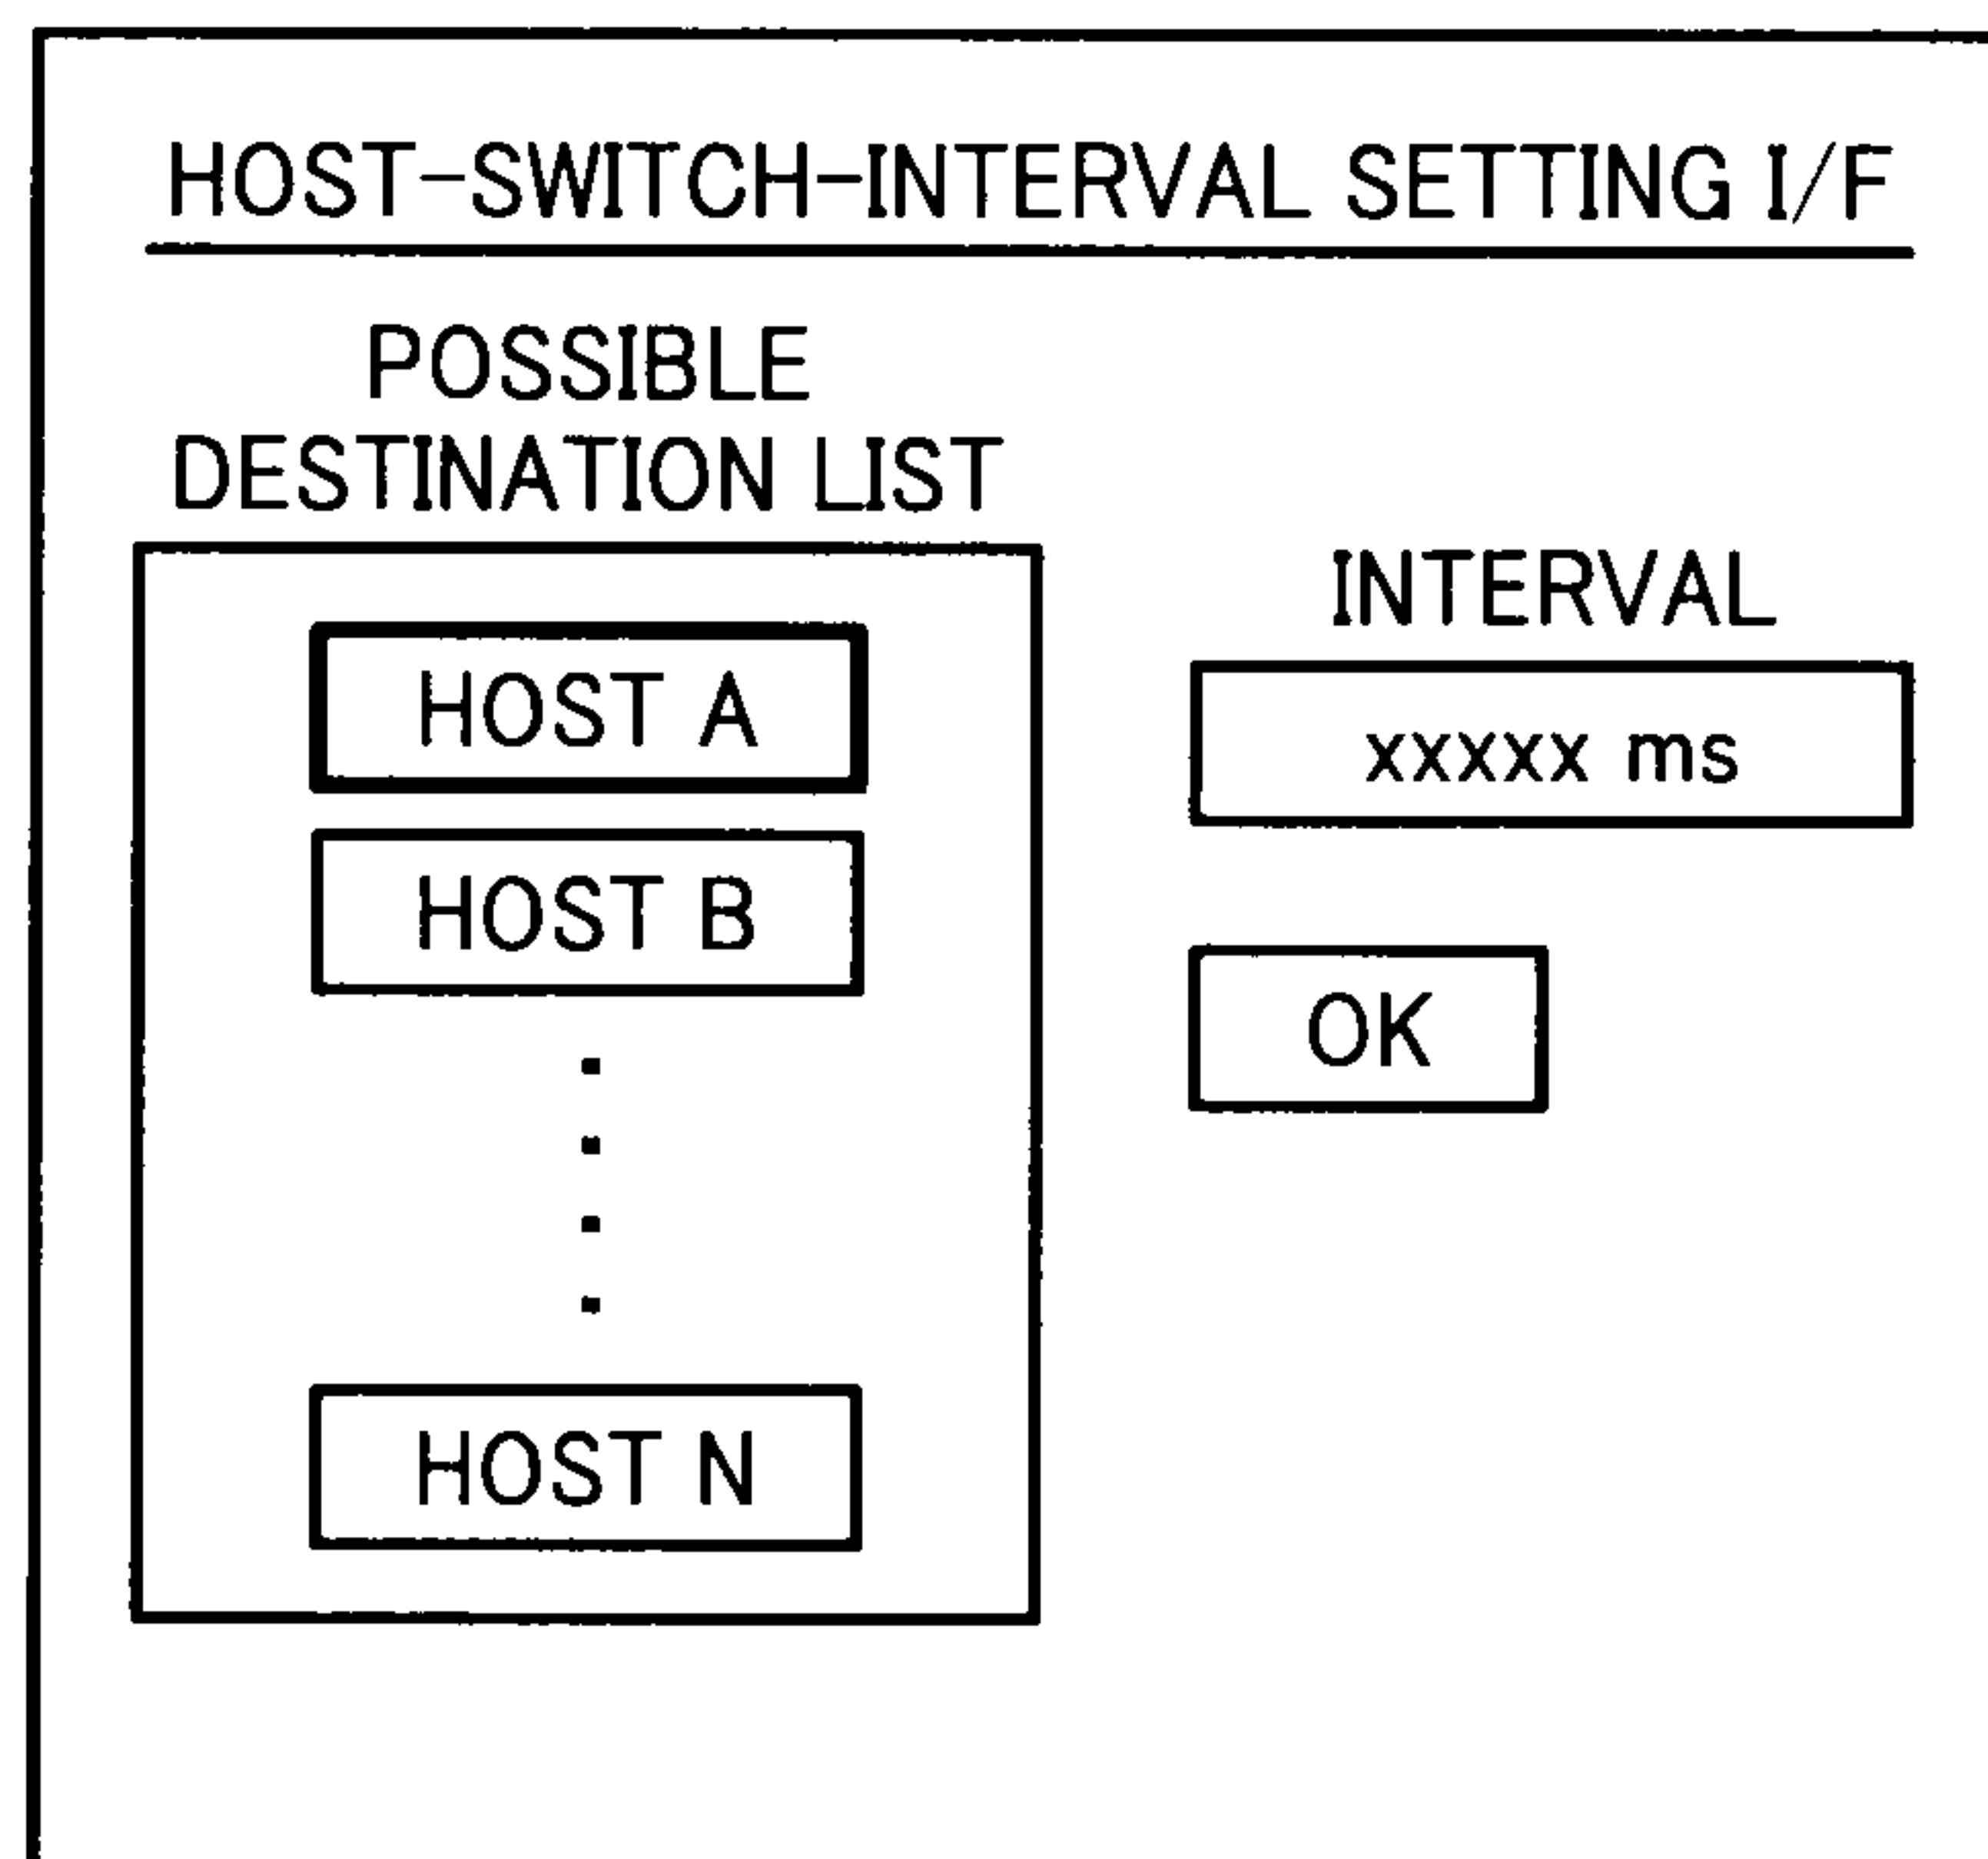 HOST-SWITCH-INTERVAL SETTING I/F
POSSIBLE
DESTINATION LIST
HOST A
HOST B
HOST N
INTERVAL
xxxxx ms
OK